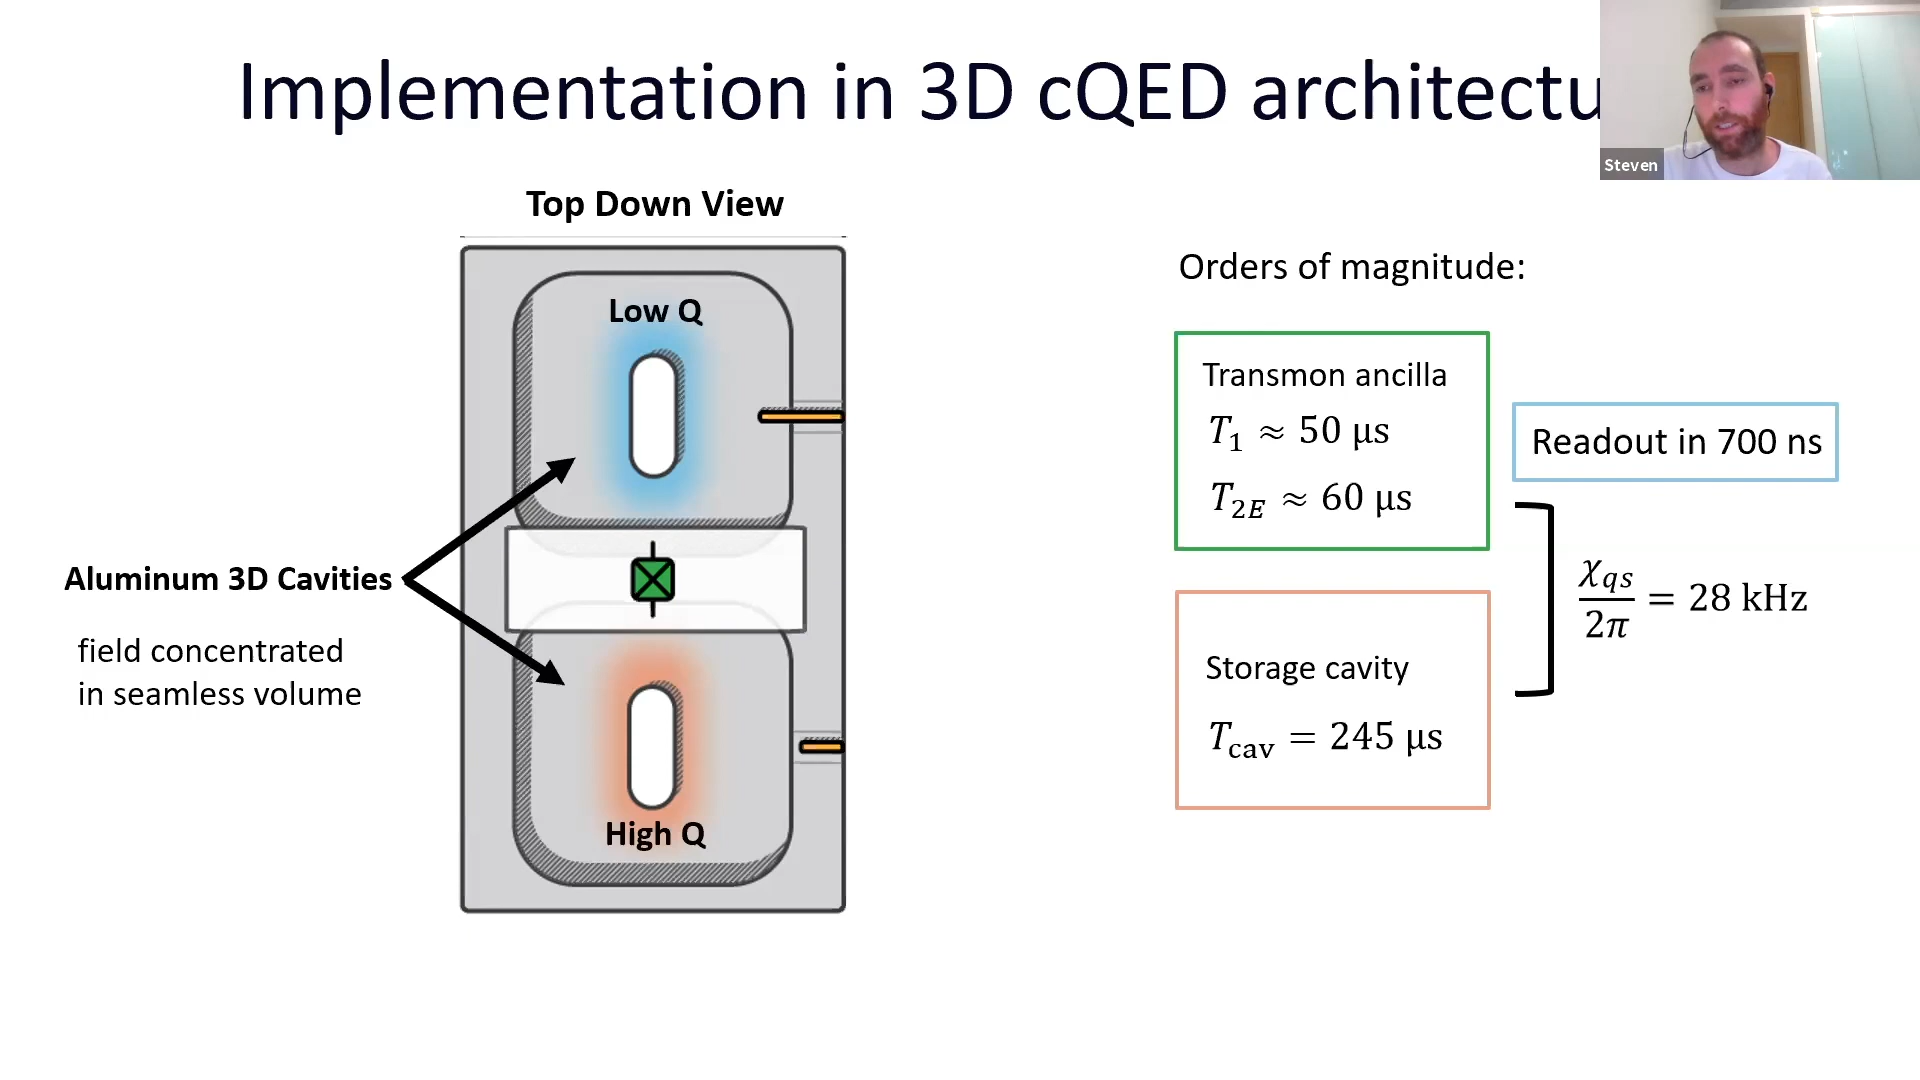 Implementation in 3D cQED architectu
Steven
Top Down View
Low Q
Aluminum 3D Cavities
field concentrated
in seamless volume
High Q
Orders of magnitude:
Transmon ancilla
T₁ ≈ 50 μs
T₂E ≈ 60 μs
Readout in 700 ns
χqs/2π = 28 kHz
Storage cavity
Tcav = 245 μs